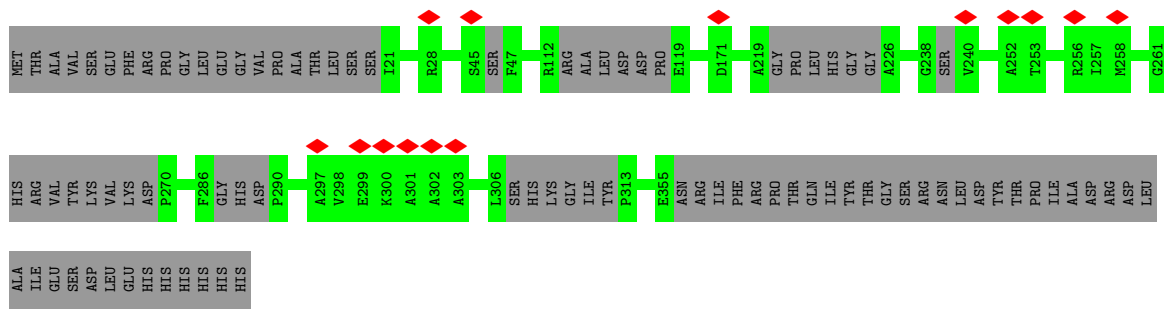 MET THR ALA VAL SER GLU PHE ARG PRO GLY LEU GLU GLY VAL PRO ALA THR LEU SER SER I21 R28 S45 SER F47 R112 ARG ALA LEU ASP ASP PRO E119 D171 A219 GLY PRO LEU HIS GLY GLY A226 G238 SER V240 A252 T253 R256 I257 M258 G261
HIS ARG VAL TYR LYS VAL LYS ASP P270 F286 GLY HIS ASP P290 A297 V298 E299 K300 A301 A302 A303 L306 SER HIS LYS GLY ILE TYR P313 E355 ASN ARG ILE PHE ARG PRO THR GLN ILE TYR THR GLY SER ARG ASN LEU ASP TYR THR PRO ILE ALA ASP ARG ASP LEU
ALA ILE GLU SER ASP LEU GLU HIS HIS HIS HIS HIS HIS